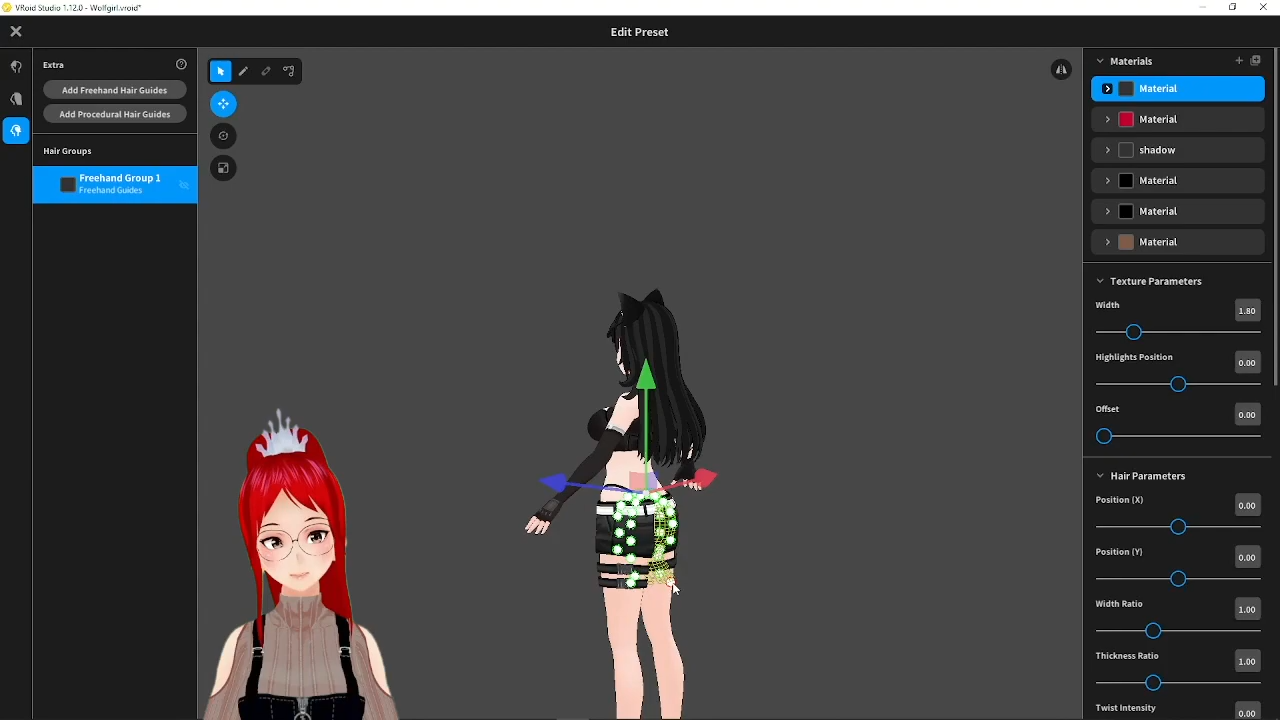 VRoid Studio 1.12.0 - Wolfgirl.vroid*
Edit Preset
Extra
Add Freehand Hair Guides
Add Procedural Hair Guides
Hair Groups
Freehand Group 1
Freehand Guides
Materials
Material
Material
shadow
Material
Material
Material
Texture Parameters
Width
1.80
Highlights Position
0.00
Offset
0.00
Hair Parameters
Position (X)
0.00
Position (Y)
0.00
Width Ratio
1.00
Thickness Ratio
1.00
Twist Intensity
0.00